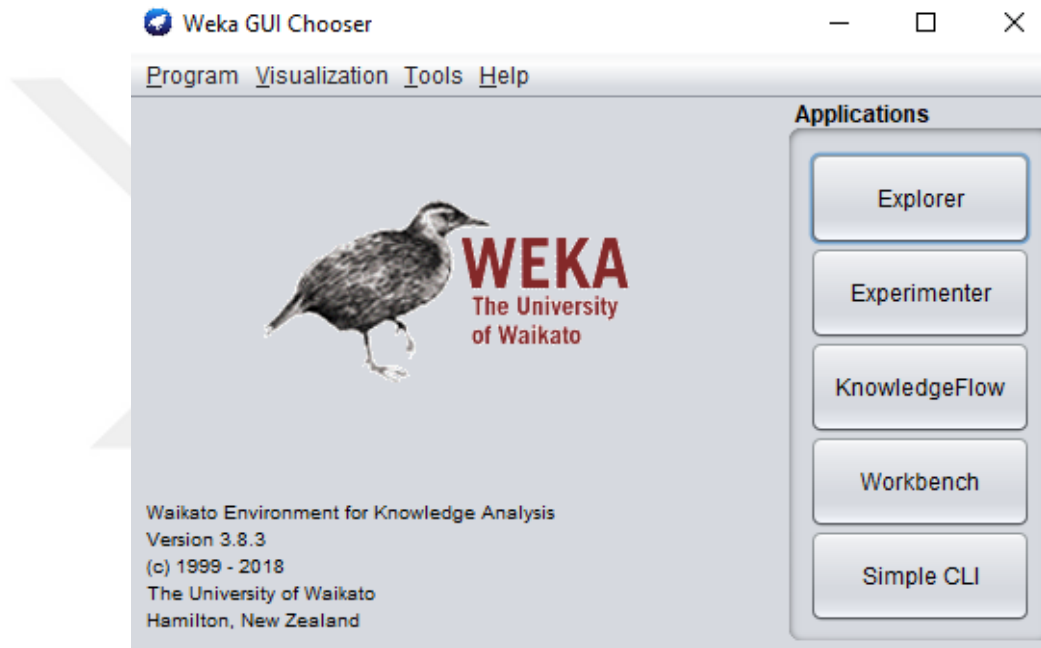 Weka GUI Chooser
Program Visualization Tools Help
Applications
Explorer
Experimenter
KnowledgeFlow
Workbench
Simple CLI
WEKA
The University
of Waikato
Waikato Environment for Knowledge Analysis
Version 3.8.3
(c) 1999 - 2018
The University of Waikato
Hamilton, New Zealand